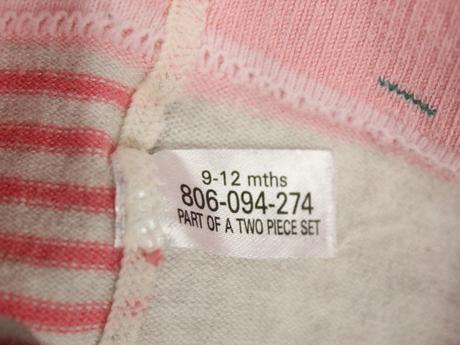 9-12 mths
806-094-274
PART OF A TWO PIECE SET